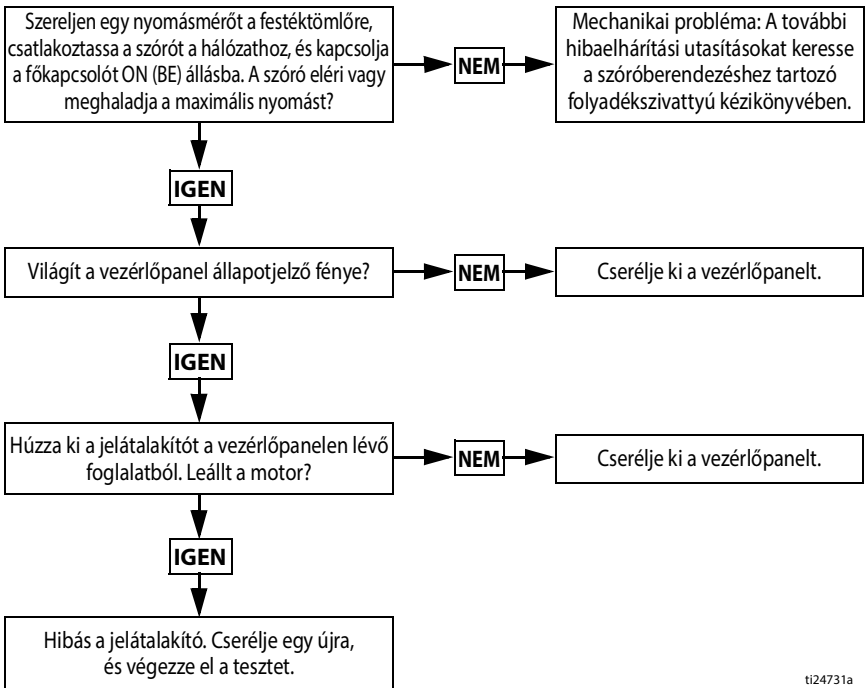 Szereljen egy nyomásmérőt a festéktömlőre,
csatlakoztassa a szórót a hálózathoz, és kapcsolja
a főkapcsolót ON (BE) állásba. A szóró eléri vagy
meghaladja a maximális nyomást?
NEM
Mechanikai probléma: A további
hibaelhárítási utasításokat keresse
a szóróberendezéshez tartozó
folyadékszivattyú kézikönyvében.
IGEN
Világít a vezérlőpanel állapotjelző fénye?
NEM
Cserélje ki a vezérlőpanelt.
IGEN
Húzza ki a jelátalakítót a vezérlőpanelen lévő
foglalatból. Leállt a motor?
NEM
Cserélje ki a vezérlőpanelt.
IGEN
Hibás a jelátalakító. Cserélje egy újra,
és végezze el a tesztet.
ti24731a